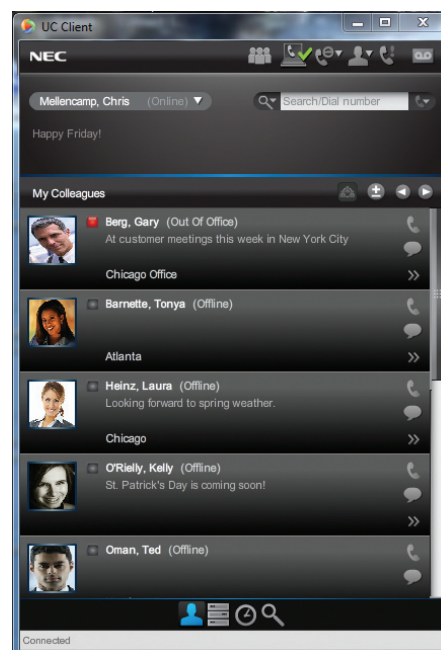 UC Client
NEC
Mellencamp, Chris (Online)
Search/Dial number
Happy Friday!
My Colleagues
Berg, Gary (Out Of Office)
At customer meetings this week in New York City
Chicago Office
Barnette, Tonya (Offline)
Atlanta
Heinz, Laura (Offline)
Looking forward to spring weather.
Chicago
O'Rielly, Kelly (Offline)
St. Patrick's Day is coming soon!
Oman, Ted (Offline)
Connected